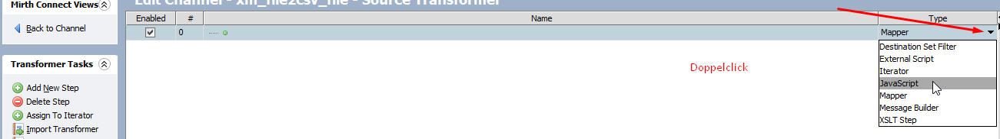 Mirth Connect Views
Edit Channel - xml_file2csv_file - Source Transformer
Back to Channel
Enabled # Name Type
0 Mapper
Transformer Tasks
Add New Step
Delete Step
Assign To Iterator
Import Transformer
Doppelclick
Destination Set Filter
External Script
Iterator
JavaScript
Mapper
Message Builder
XSLT Step